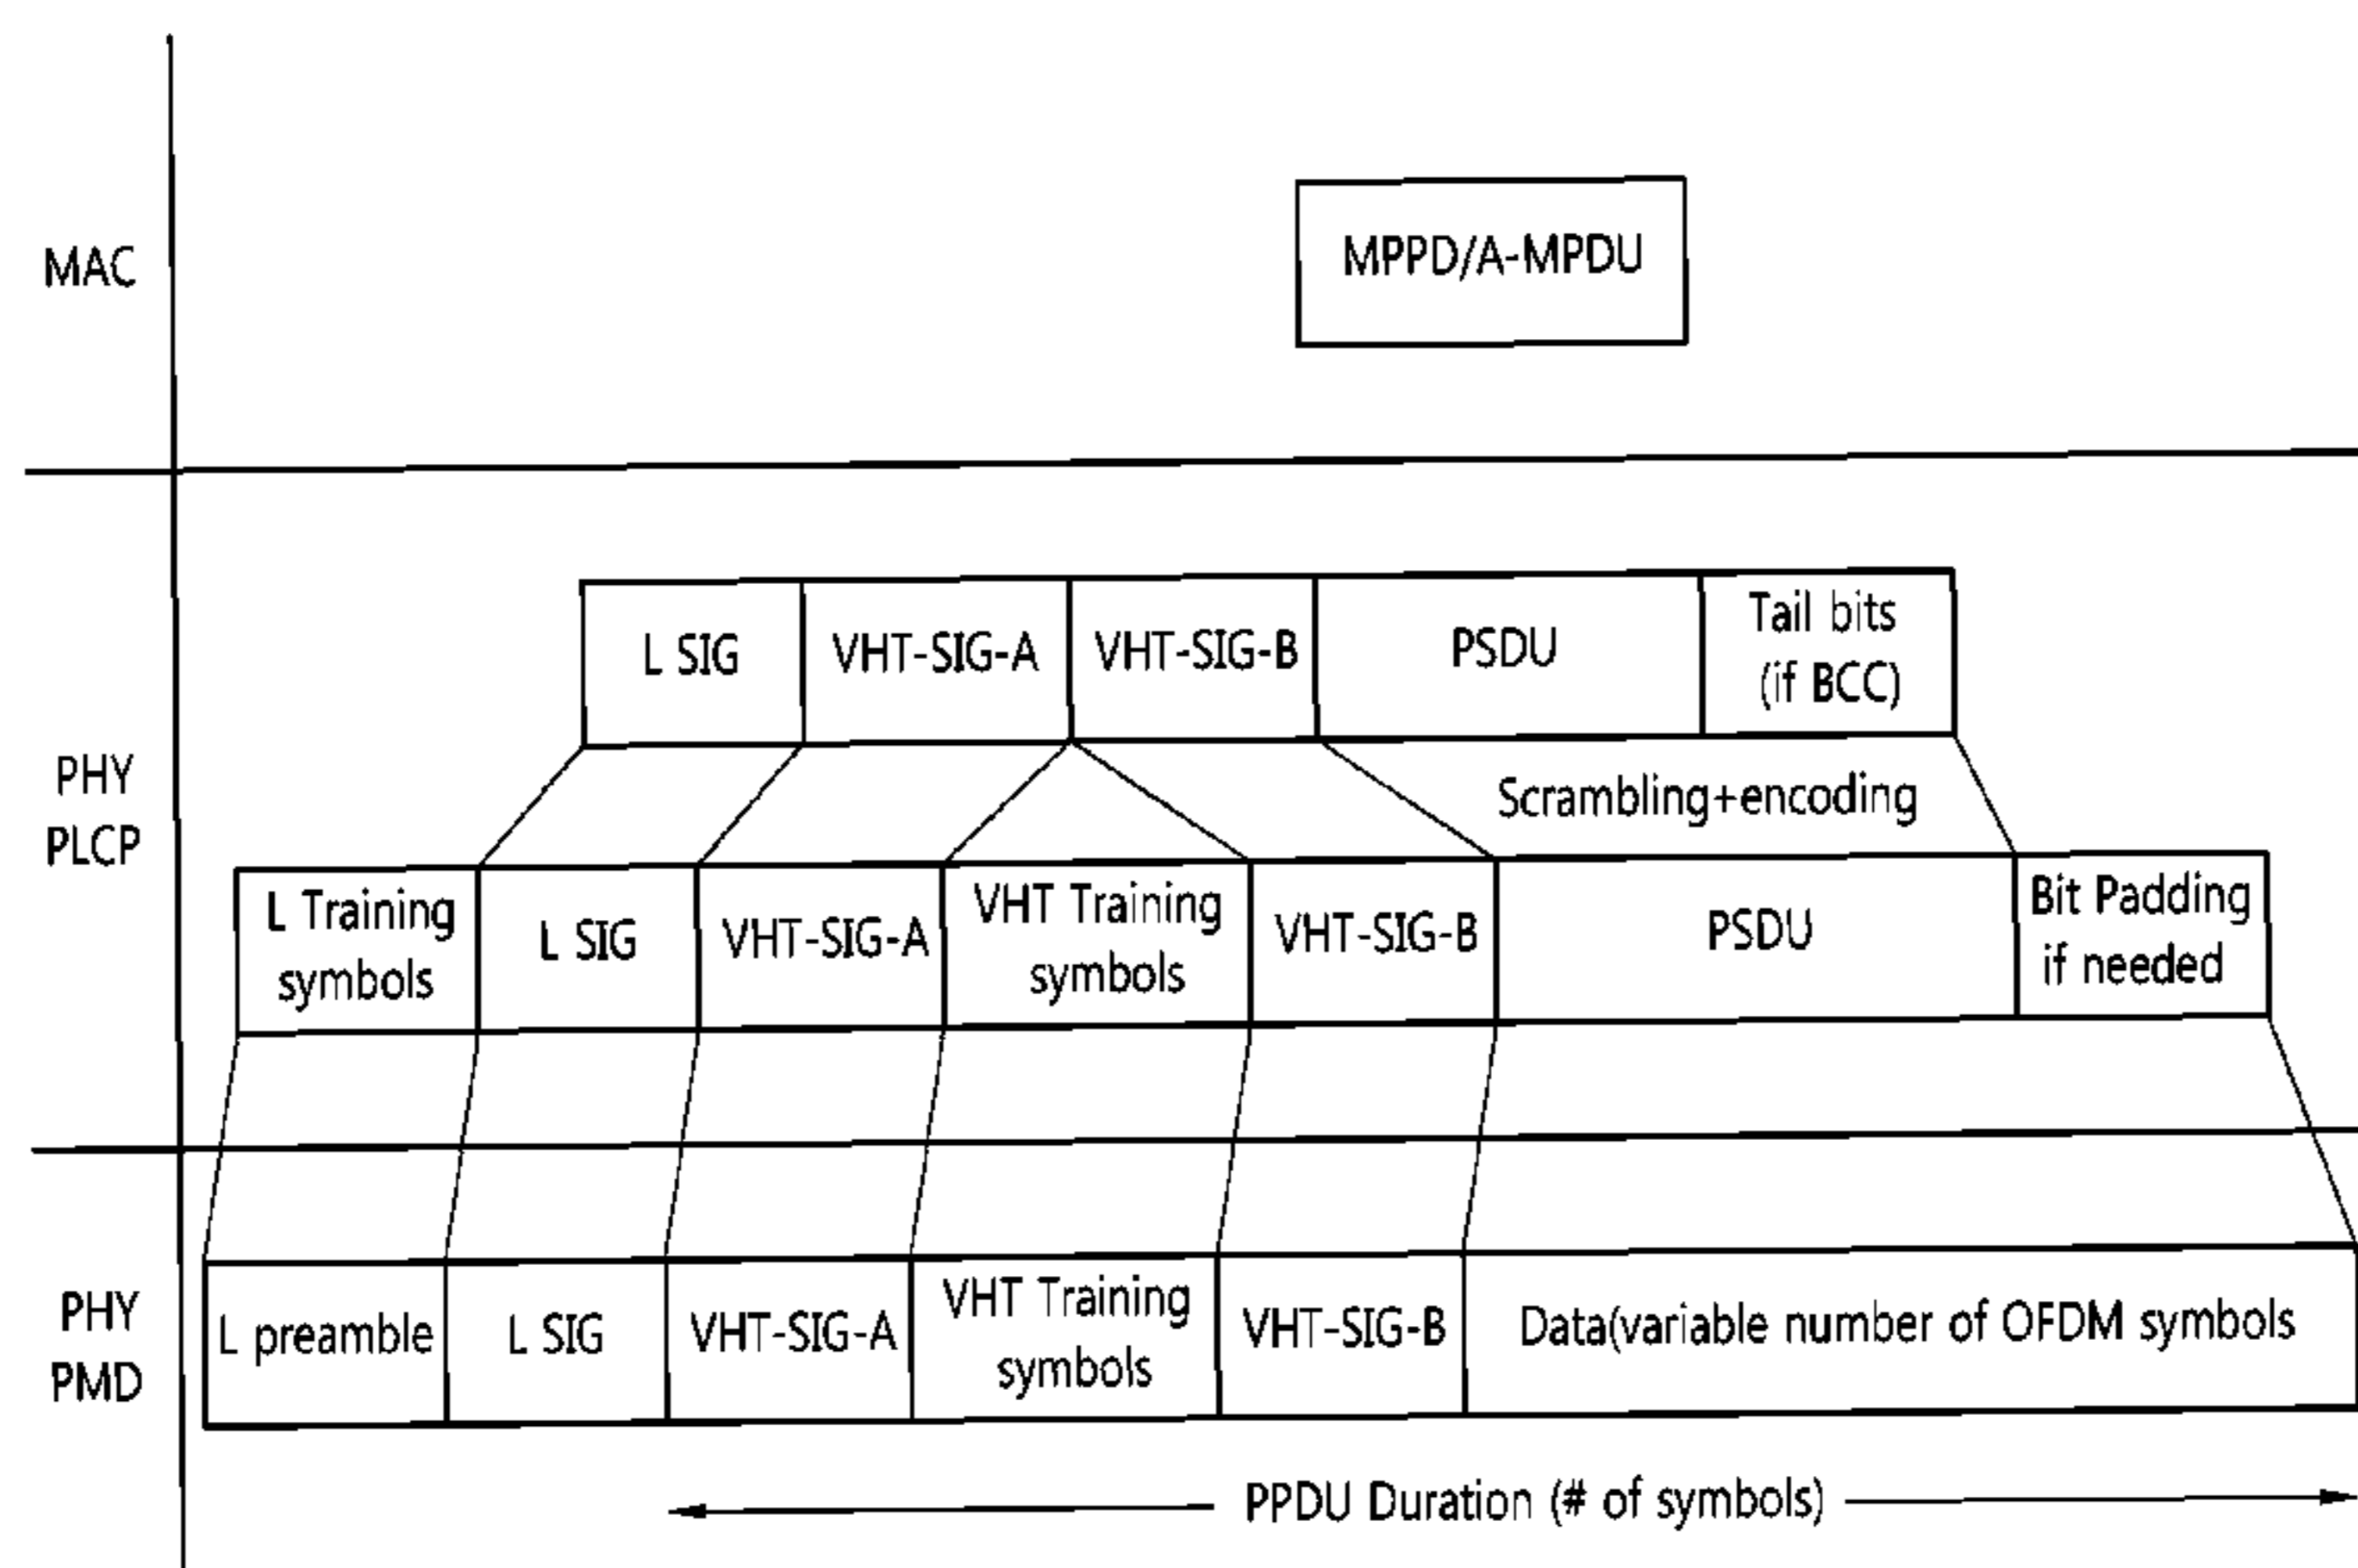 MAC
MPPD/A-MPDU
PHY
PLCP
L SIG
VHT-SIG-A
VHT-SIG-B
PSDU
Tail bits
(if BCC)
Scrambling+encoding
L Training
symbols
L SIG
VHT-SIG-A
VHT Training
symbols
VHT-SIG-B
PSDU
Bit Padding
if needed
PHY
PMD
L preamble
L SIG
VHT-SIG-A
VHT Training
symbols
VHT-SIG-B
Data(variable number of OFDM symbols
PPDU Duration (# of symbols)